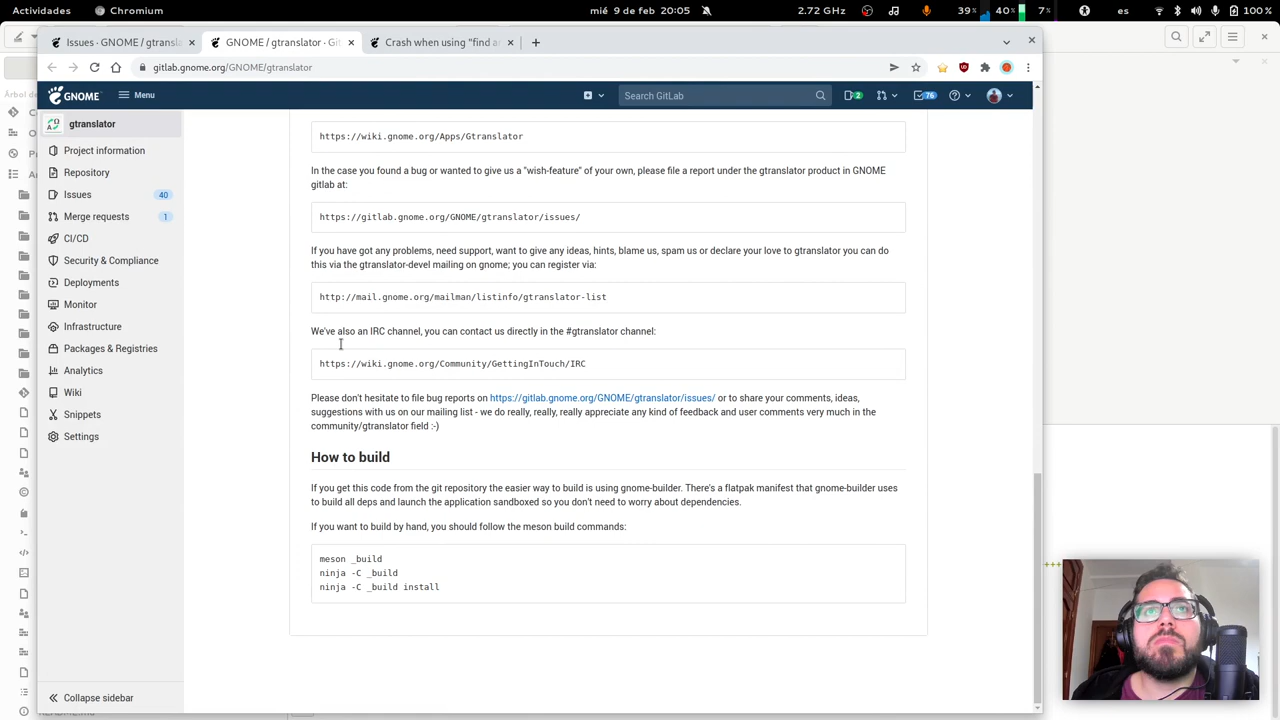 Actividades
Chromium
mié 9 de feb 20:05
2.72 GHz
39%
40%
7%
es
100%
Issues · GNOME / gtrans
GNOME / gtranslator · Git
Crash when using "find a
gitlab.gnome.org/GNOME/gtranslator
GNOME
Menu
Search GitLab
2
76
gtranslator
Project information
Repository
Issues
40
Merge requests
1
CI/CD
Security & Compliance
Deployments
Monitor
Infrastructure
Packages & Registries
Analytics
Wiki
Snippets
Settings
Collapse sidebar
https://wiki.gnome.org/Apps/Gtranslator
In the case you found a bug or wanted to give us a "wish-feature" of your own, please file a report under the gtranslator product in GNOME
gitlab at:
https://gitlab.gnome.org/GNOME/gtranslator/issues/
If you have got any problems, need support, want to give any ideas, hints, blame us, spam us or declare your love to gtranslator you can do
this via the gtranslator-devel mailing on gnome; you can register via:
http://mail.gnome.org/mailman/listinfo/gtranslator-list
We've also an IRC channel, you can contact us directly in the #gtranslator channel:
https://wiki.gnome.org/Community/GettingInTouch/IRC
Please don't hesitate to file bug reports on https://gitlab.gnome.org/GNOME/gtranslator/issues/ or to share your comments, ideas,
suggestions with us on our mailing list - we do really, really, really appreciate any kind of feedback and user comments very much in the
community/gtranslator field :-)
How to build
If you get this code from the git repository the easier way to build is using gnome-builder. There's a flatpak manifest that gnome-builder uses
to build all deps and launch the application sandboxed so you don't need to worry about dependencies.
If you want to build by hand, you should follow the meson build commands:
meson _build
ninja -C _build
ninja -C _build install
Árbol de
+++